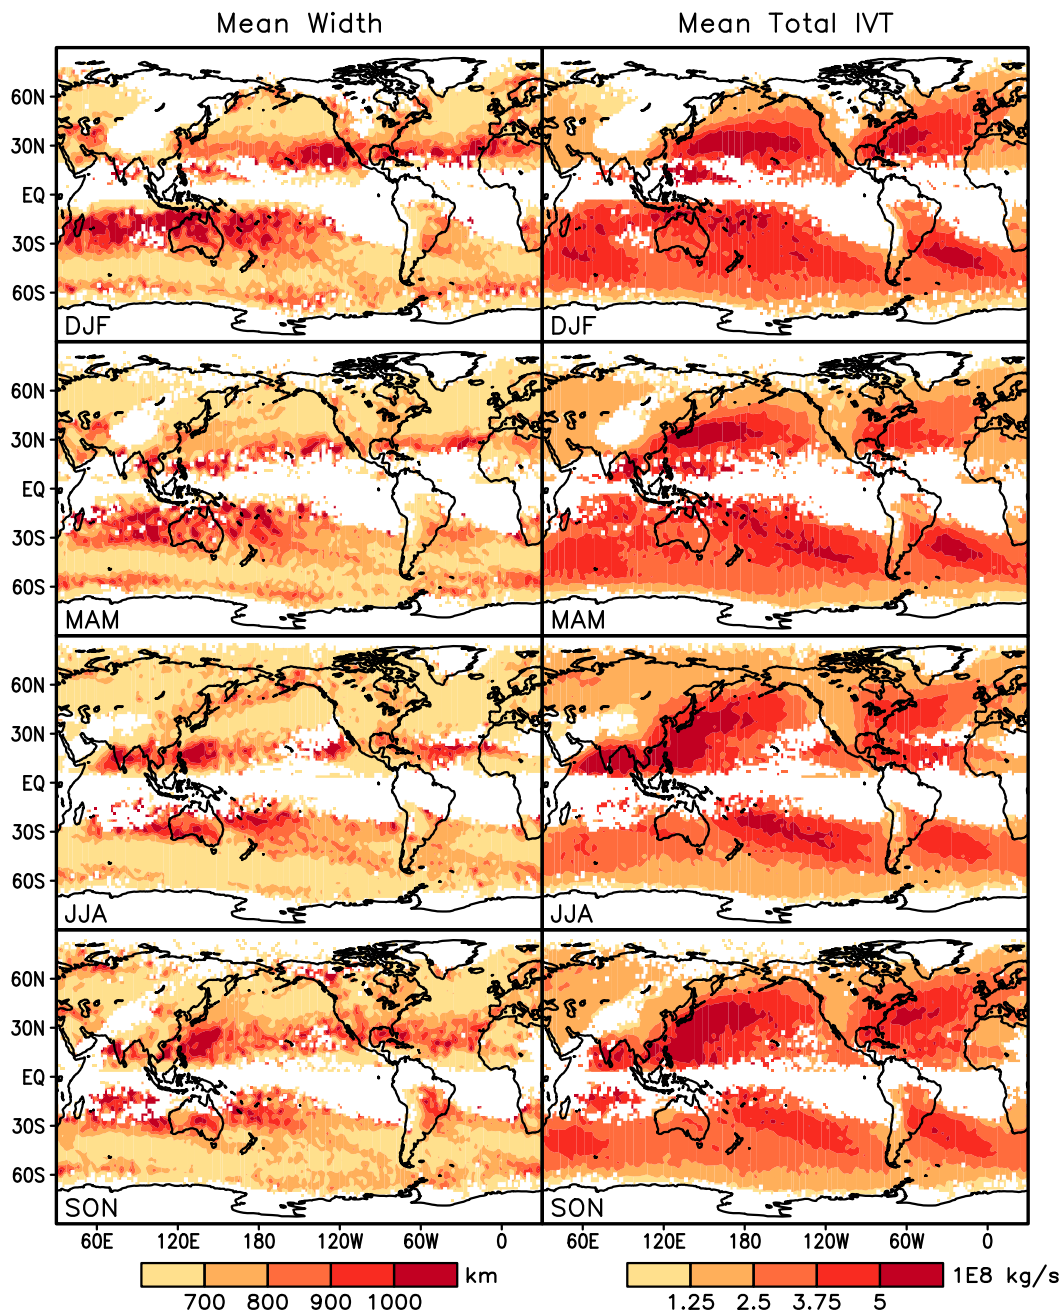 Mean Width Mean Total IVT
60N
30N
EQ
30S
60S
DJF DJF
60N
30N
EQ
30S
60S
MAM MAM
60N
30N
EQ
30S
60S
JJA JJA
60N
30N
EQ
30S
60S
SON SON
60E 120E 180 120W 60W 0 60E 120E 180 120W 60W 0
km 1E8 kg/s
700 800 900 1000 1.25 2.5 3.75 5